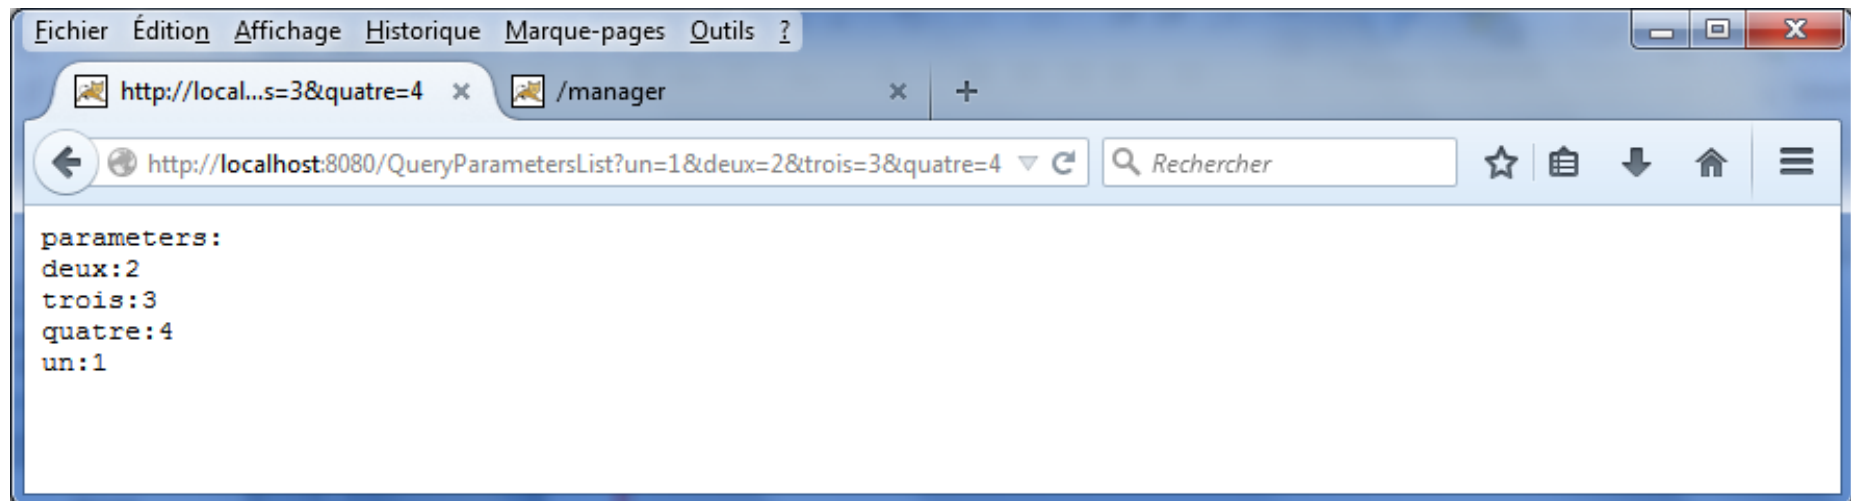 Fichier Édition Affichage Historique Marque-pages Outils ?
http://local...s=3&quatre=4 /manager
http://localhost:8080/QueryParametersList?un=1&deux=2&trois=3&quatre=4 Rechercher
parameters:
deux:2
trois:3
quatre:4
un:1